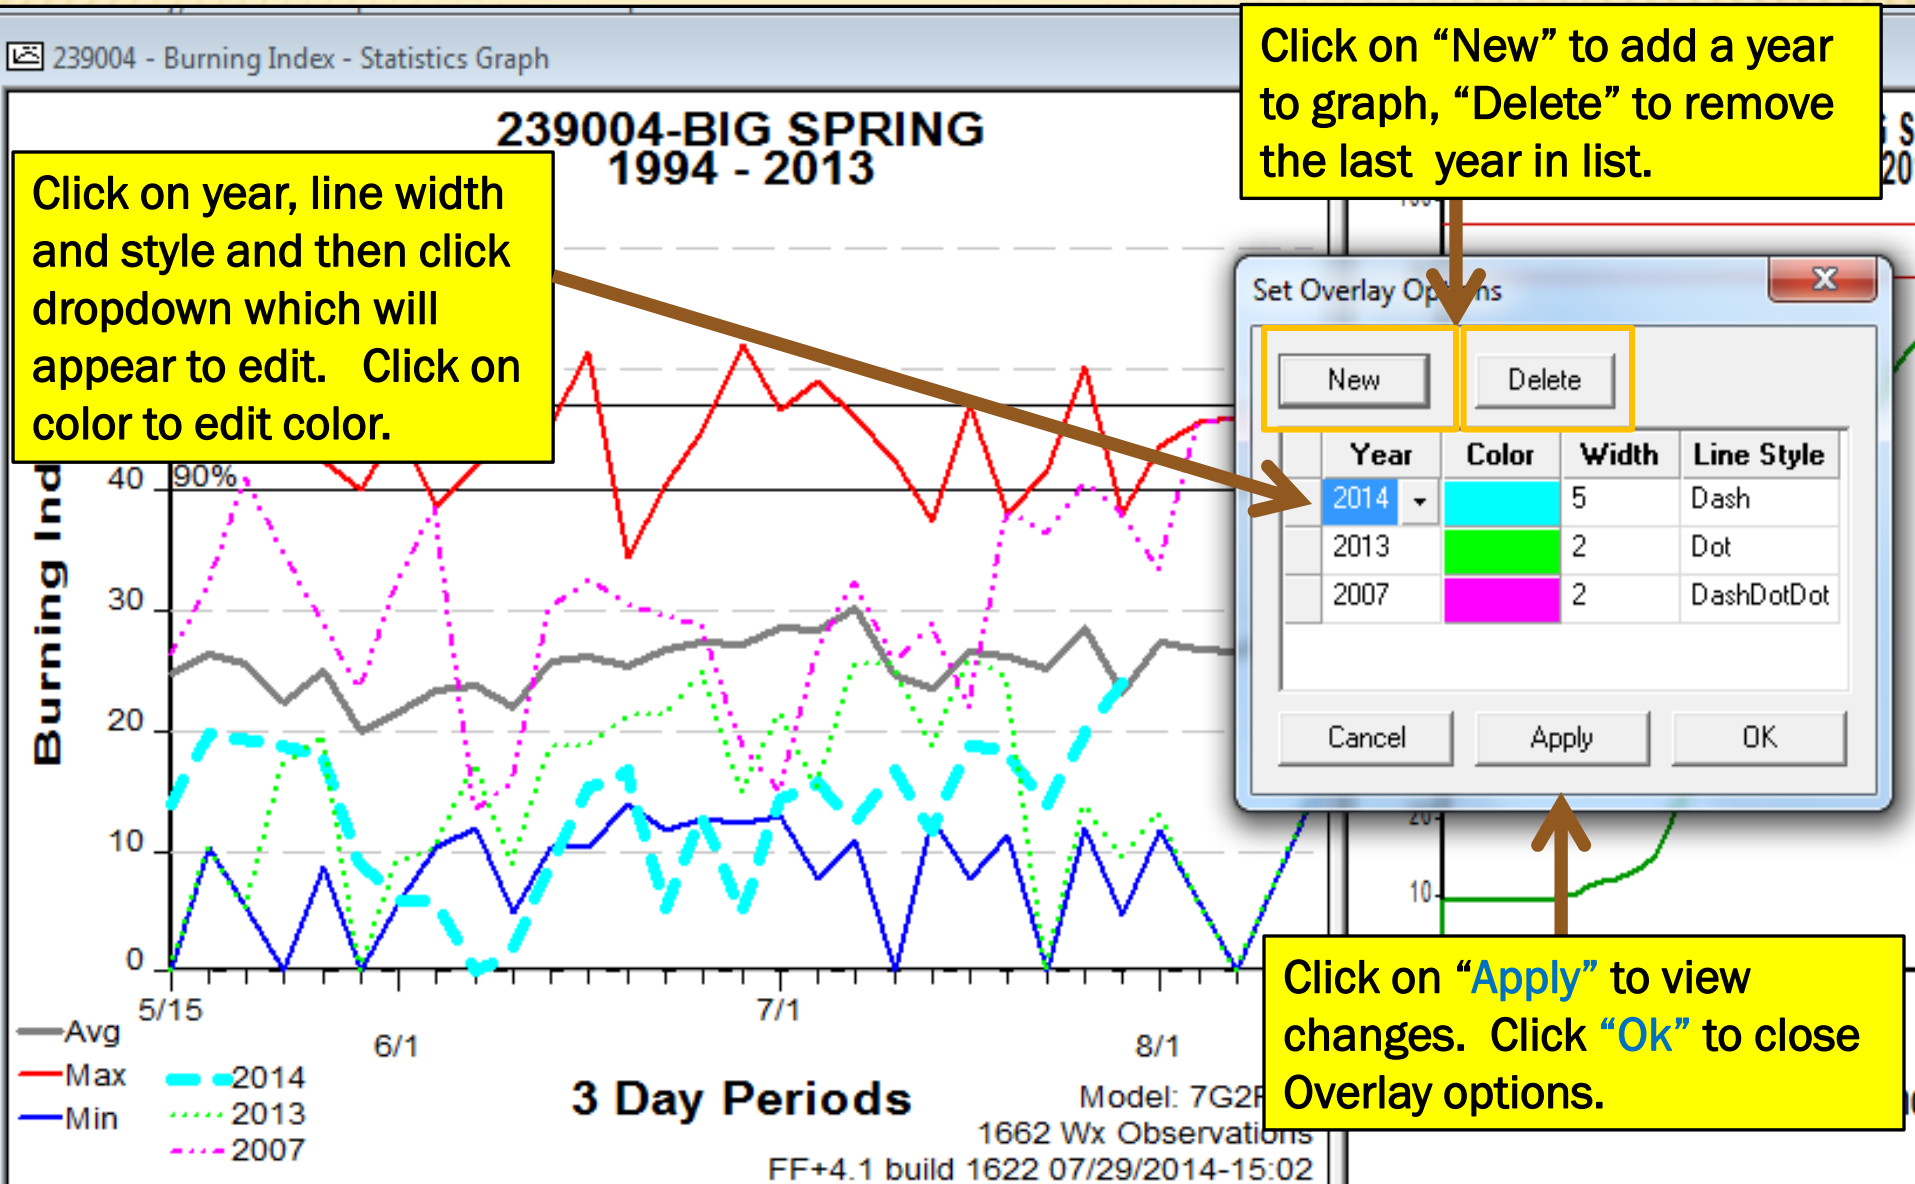 239004 - Burning Index - Statistics Graph
239004-BIG SPRING
1994 - 2013
Click on year, line width
and style and then click
dropdown which will
appear to edit.   Click on
color to edit color.
Click on “New” to add a year
to graph, “Delete” to remove
the last  year in list.
Set Overlay
New
Delete
Year Color Width Line Style
2014 5 Dash
2013 2 Dot
2007 2 DashDotDot
Cancel
Apply
OK
90%
40
30
20
10
0
Burning
5/15
6/1
7/1
8/1
3 Day Periods
Avg
Max
Min
2014
2013
2007
Model:
1662 Wx Observations
FF+4.1 build 1622 07/29/2014-15:02
10
Click on “Apply” to view
changes.  Click “Ok” to close
Overlay options.